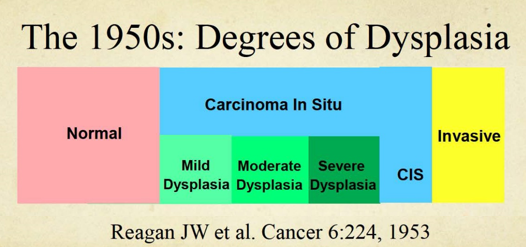 The 1950s: Degrees of Dysplasia
Carcinoma In Situ
Normal
Invasive
Mild
Dysplasia
Moderate
Dysplasia
Severe
Dysplasia
CIS
Reagan JW et al. Cancer 6:224, 1953